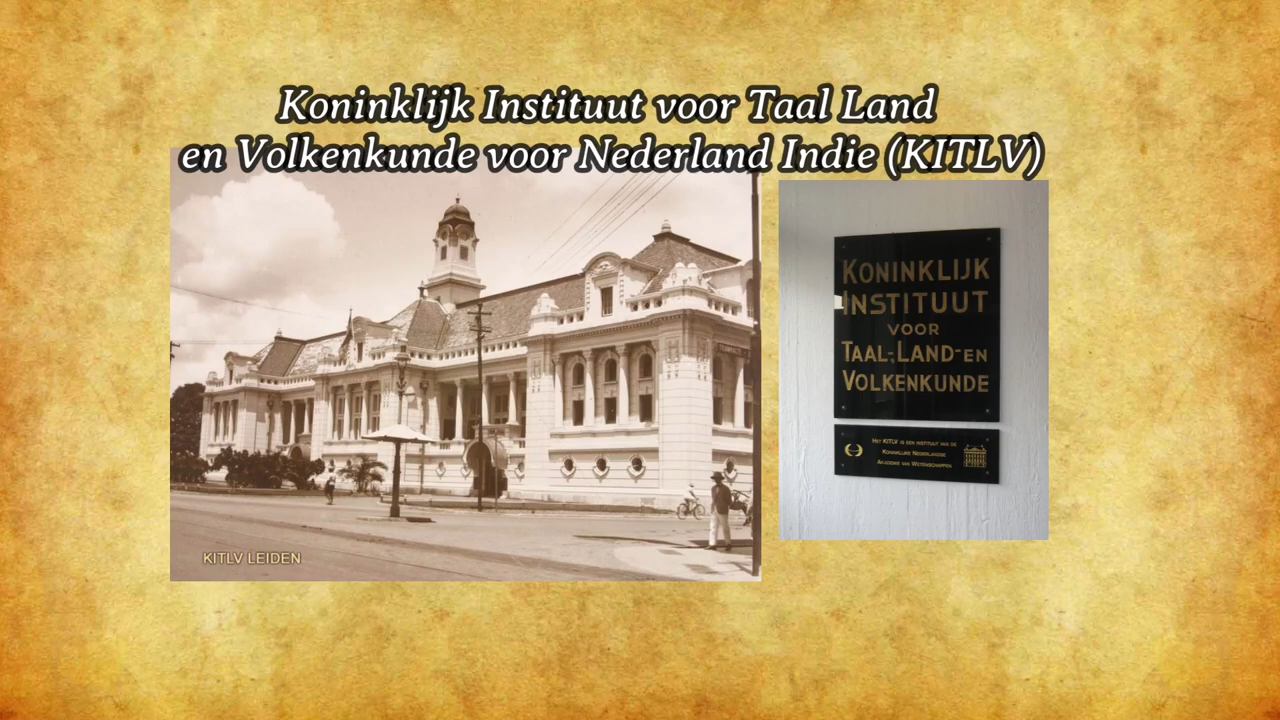 Koninklijk Instituut voor Taal Land
en Volkenkunde voor Nederland Indie (KITLV)
KITLV LEIDEN
KONINKLIJK
INSTITUUT
VOOR
TAAL-,LAND-EN
VOLKENKUNDE
HET KITLV IS EEN INSTITUUT VAN DE
KONINKLIJKE NEDERLANDSE
AKADEMIE VAN WETENSCHAPPEN